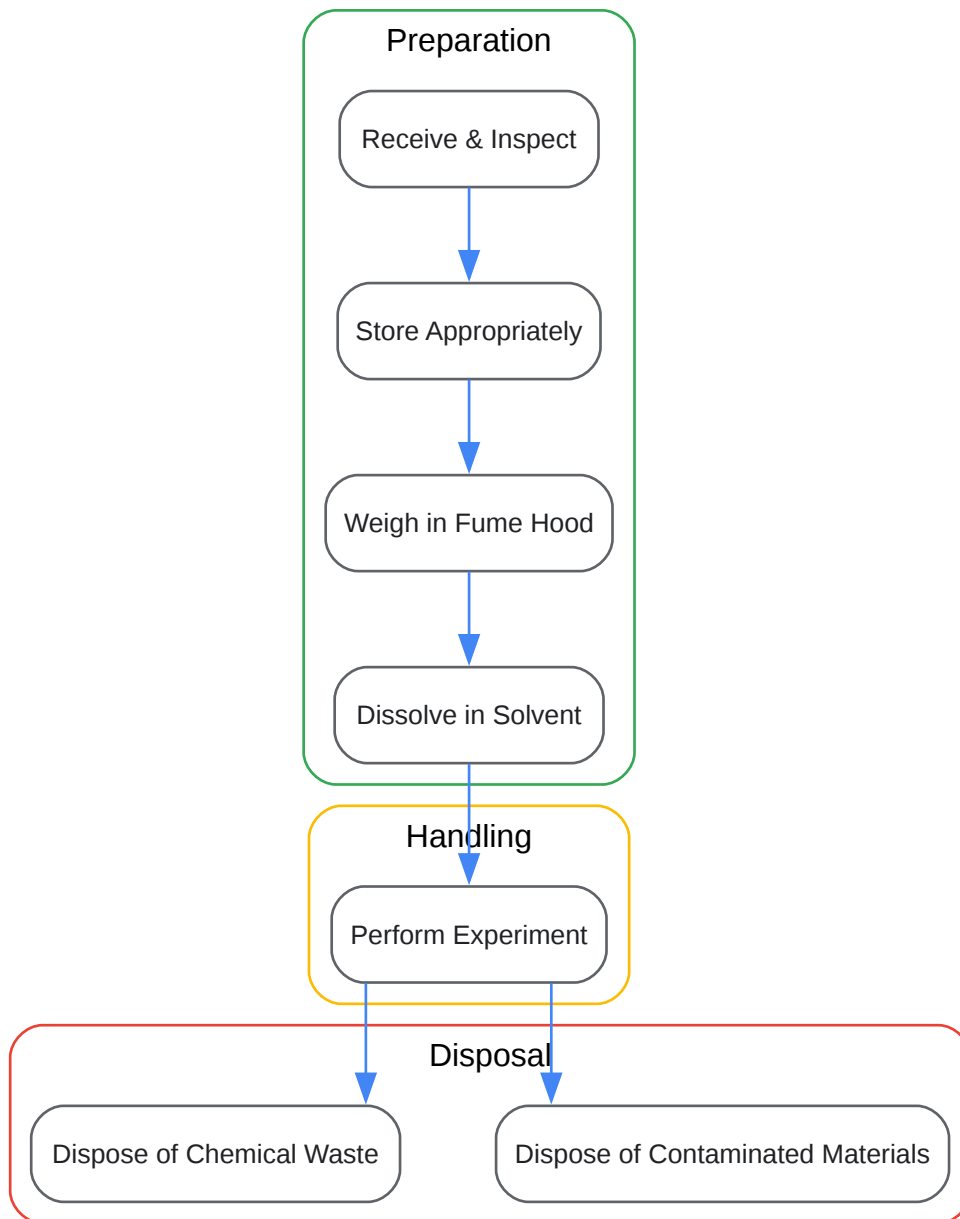 Preparation
Receive & Inspect
Store Appropriately
Weigh in Fume Hood
Dissolve in Solvent
Handling
Perform Experiment
Disposal
Dispose of Chemical Waste
Dispose of Contaminated Materials